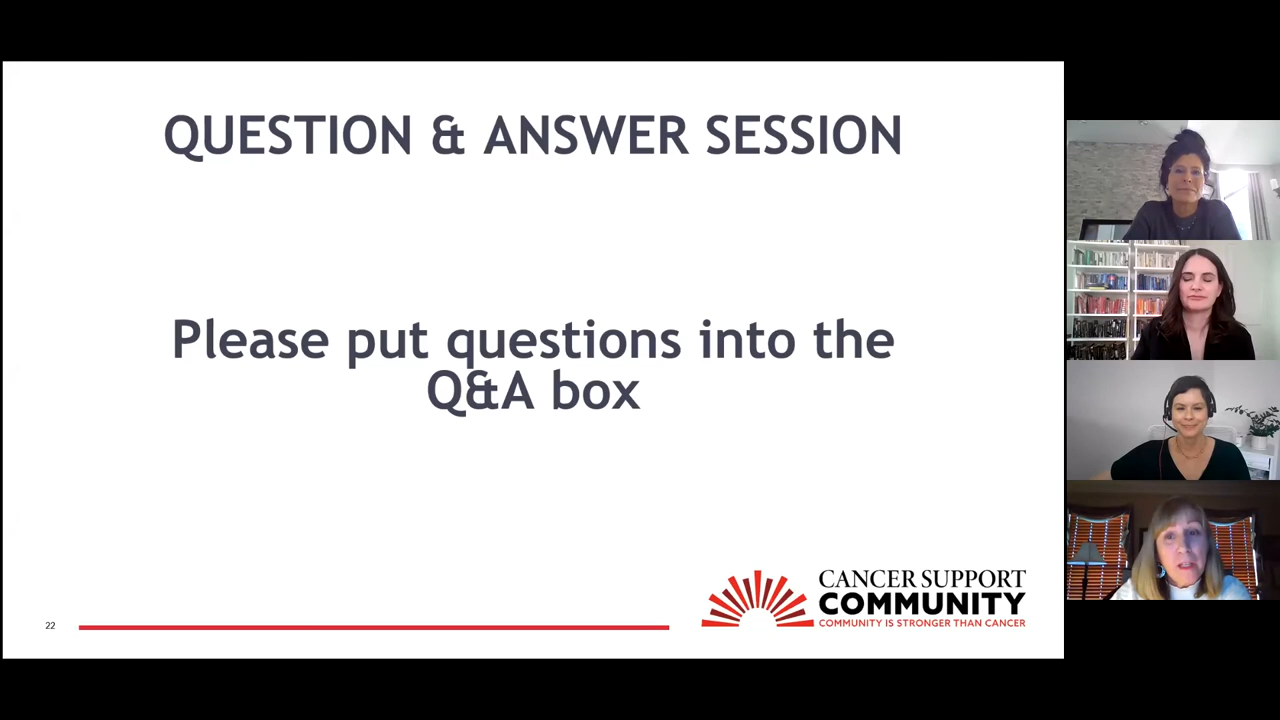 QUESTION & ANSWER SESSION
Please put questions into the
Q&A box
22
CANCER SUPPORT
COMMUNITY
COMMUNITY IS STRONGER THAN CANCER